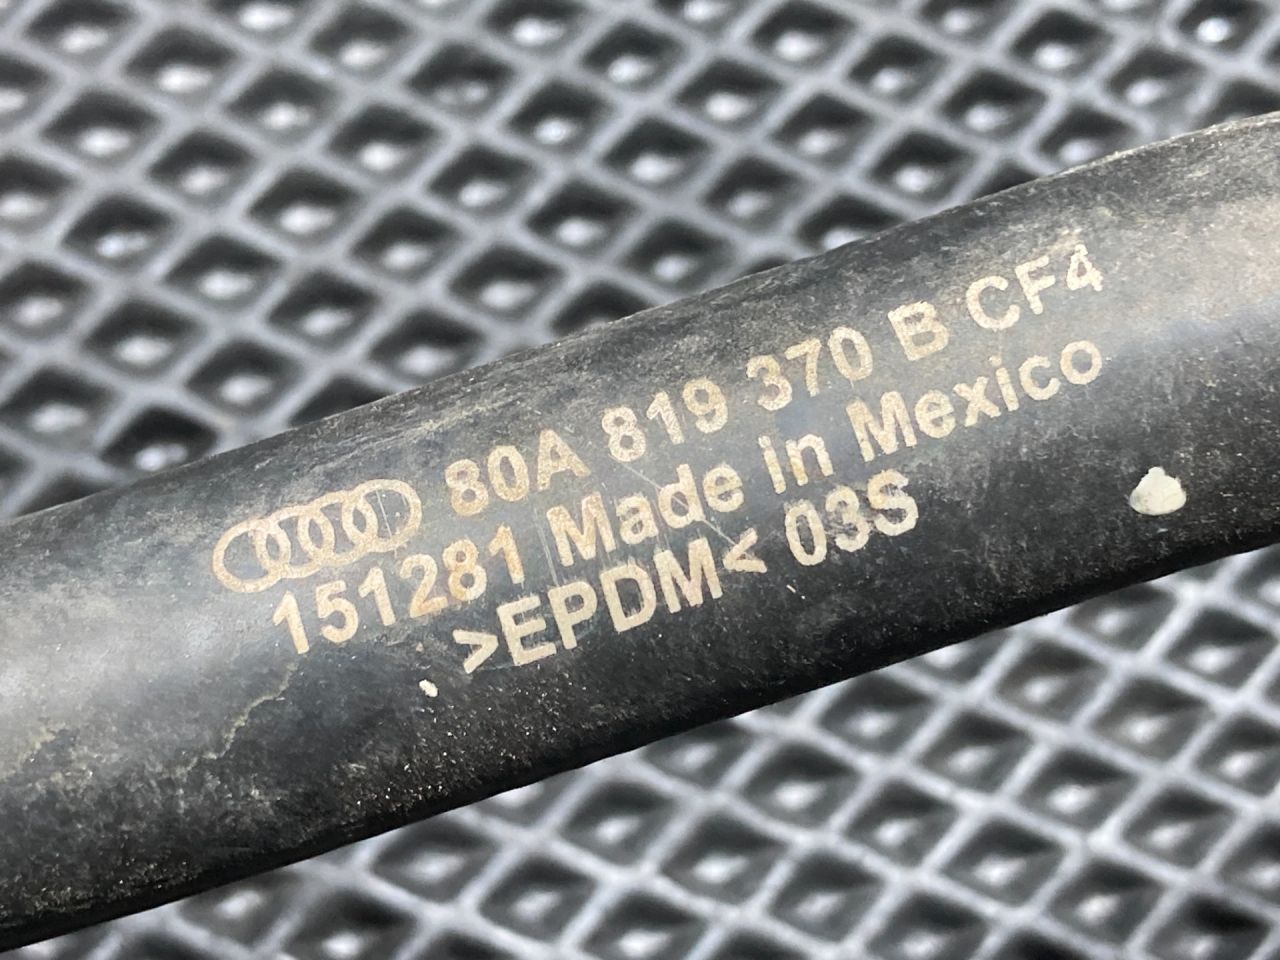 80A 819 370 B CF4
151281 Made in Mexico
>EPDM< 03S